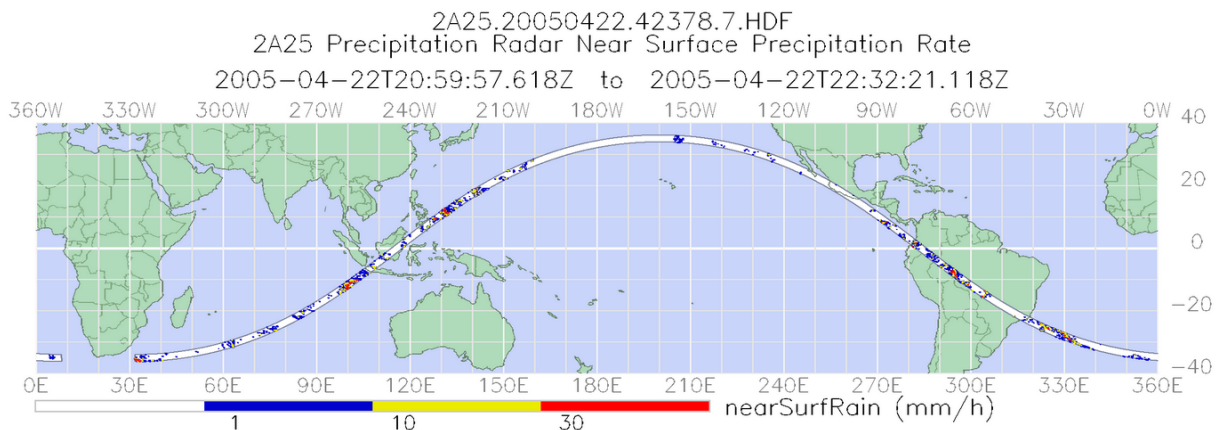 2A25.20050422.42378.7.HDF
2A25 Precipitation Radar Near Surface Precipitation Rate
2005-04-22T20:59:57.618Z to 2005-04-22T22:32:21.118Z
360W 330W 300W 270W 240W 210W 180W 150W 120W 90W 60W 30W 0W
40
20
0
-20
-40
0E 30E 60E 90E 120E 150E 180E 210E 240E 270E 300E 330E 360E
nearSurfRain (mm/h)
1 10 30